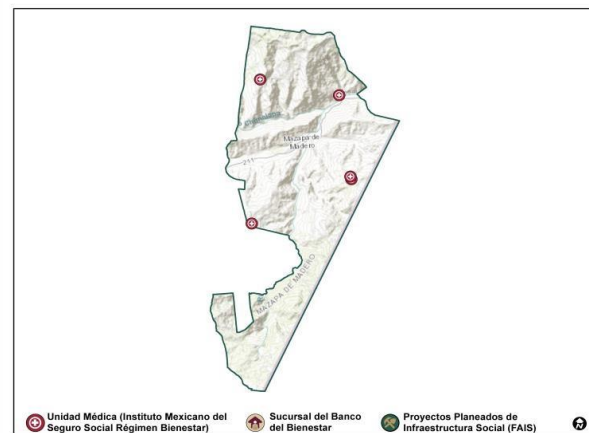 Mazapa de
Madero
211
MAZAPA DE MADERO
Unidad Médica (Instituto Mexicano del
Seguro Social Régimen Bienestar)
Sucursal del Banco
del Bienestar
Proyectos Planeados de
Infraestructura Social (FAIS)
N